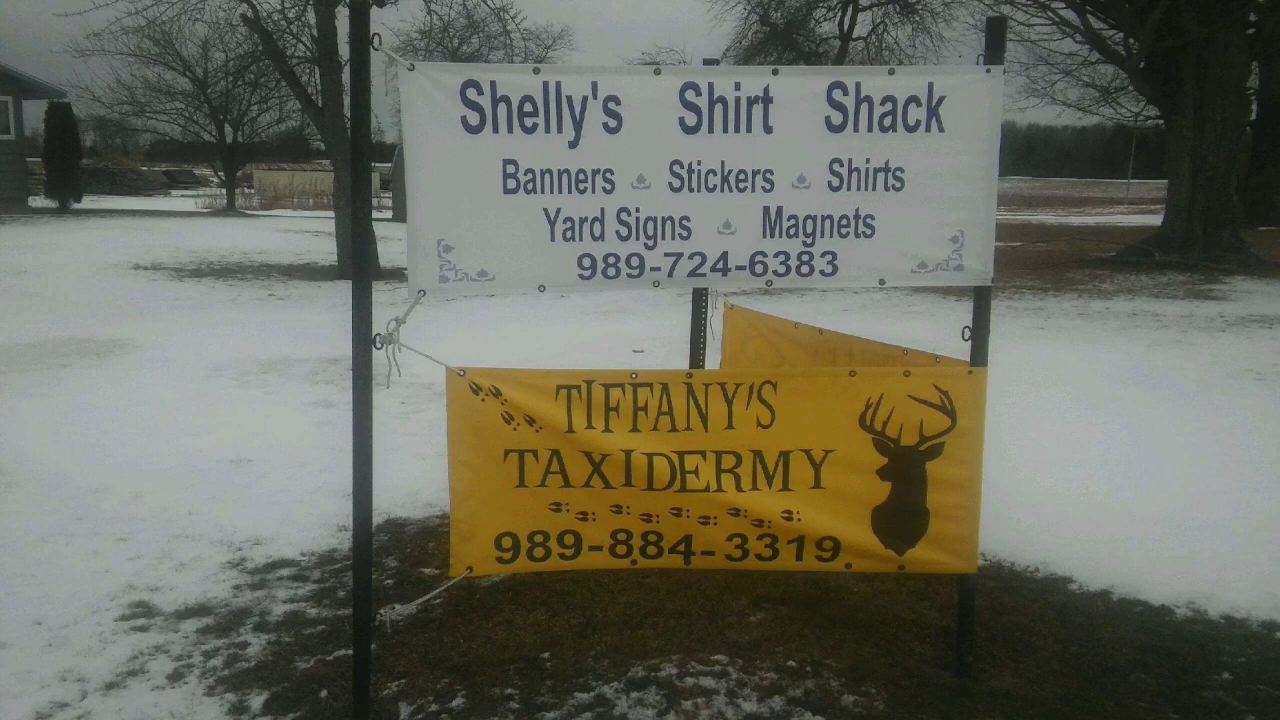 Shelly's Shirt Shack
Banners Stickers Shirts
Yard Signs Magnets
989-724-6383
TIFFANY'S
TAXIDERMY
989-884-3319